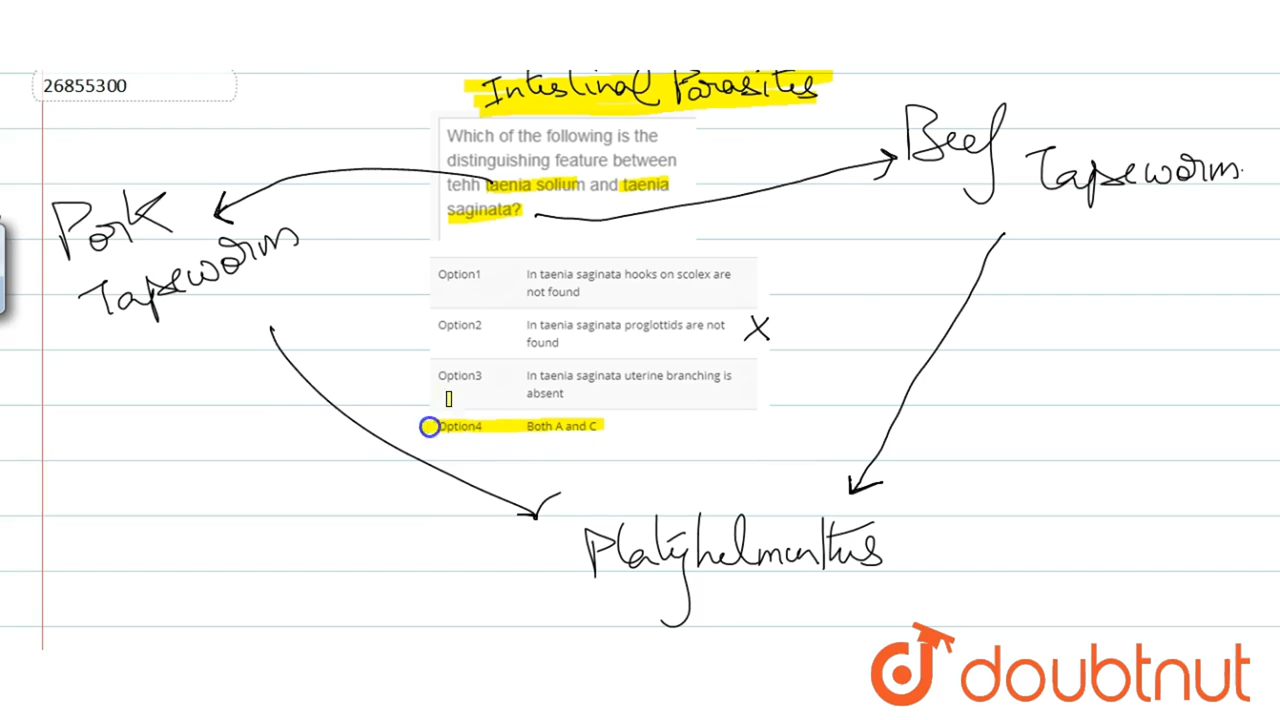 26855300
Intestinal Parasites
Which of the following is the
distinguishing feature between
tehh taenia solium and taenia
saginata?
Beef
Tapeworm.
Pork
Tapeworm
Option1 In taenia saginata hooks on scolex are
not found
Option2 In taenia saginata proglottids are not
found
X
Option3 In taenia saginata uterine branching is
absent
Option4 Both A and C
Platyhelminthes
doubtnut